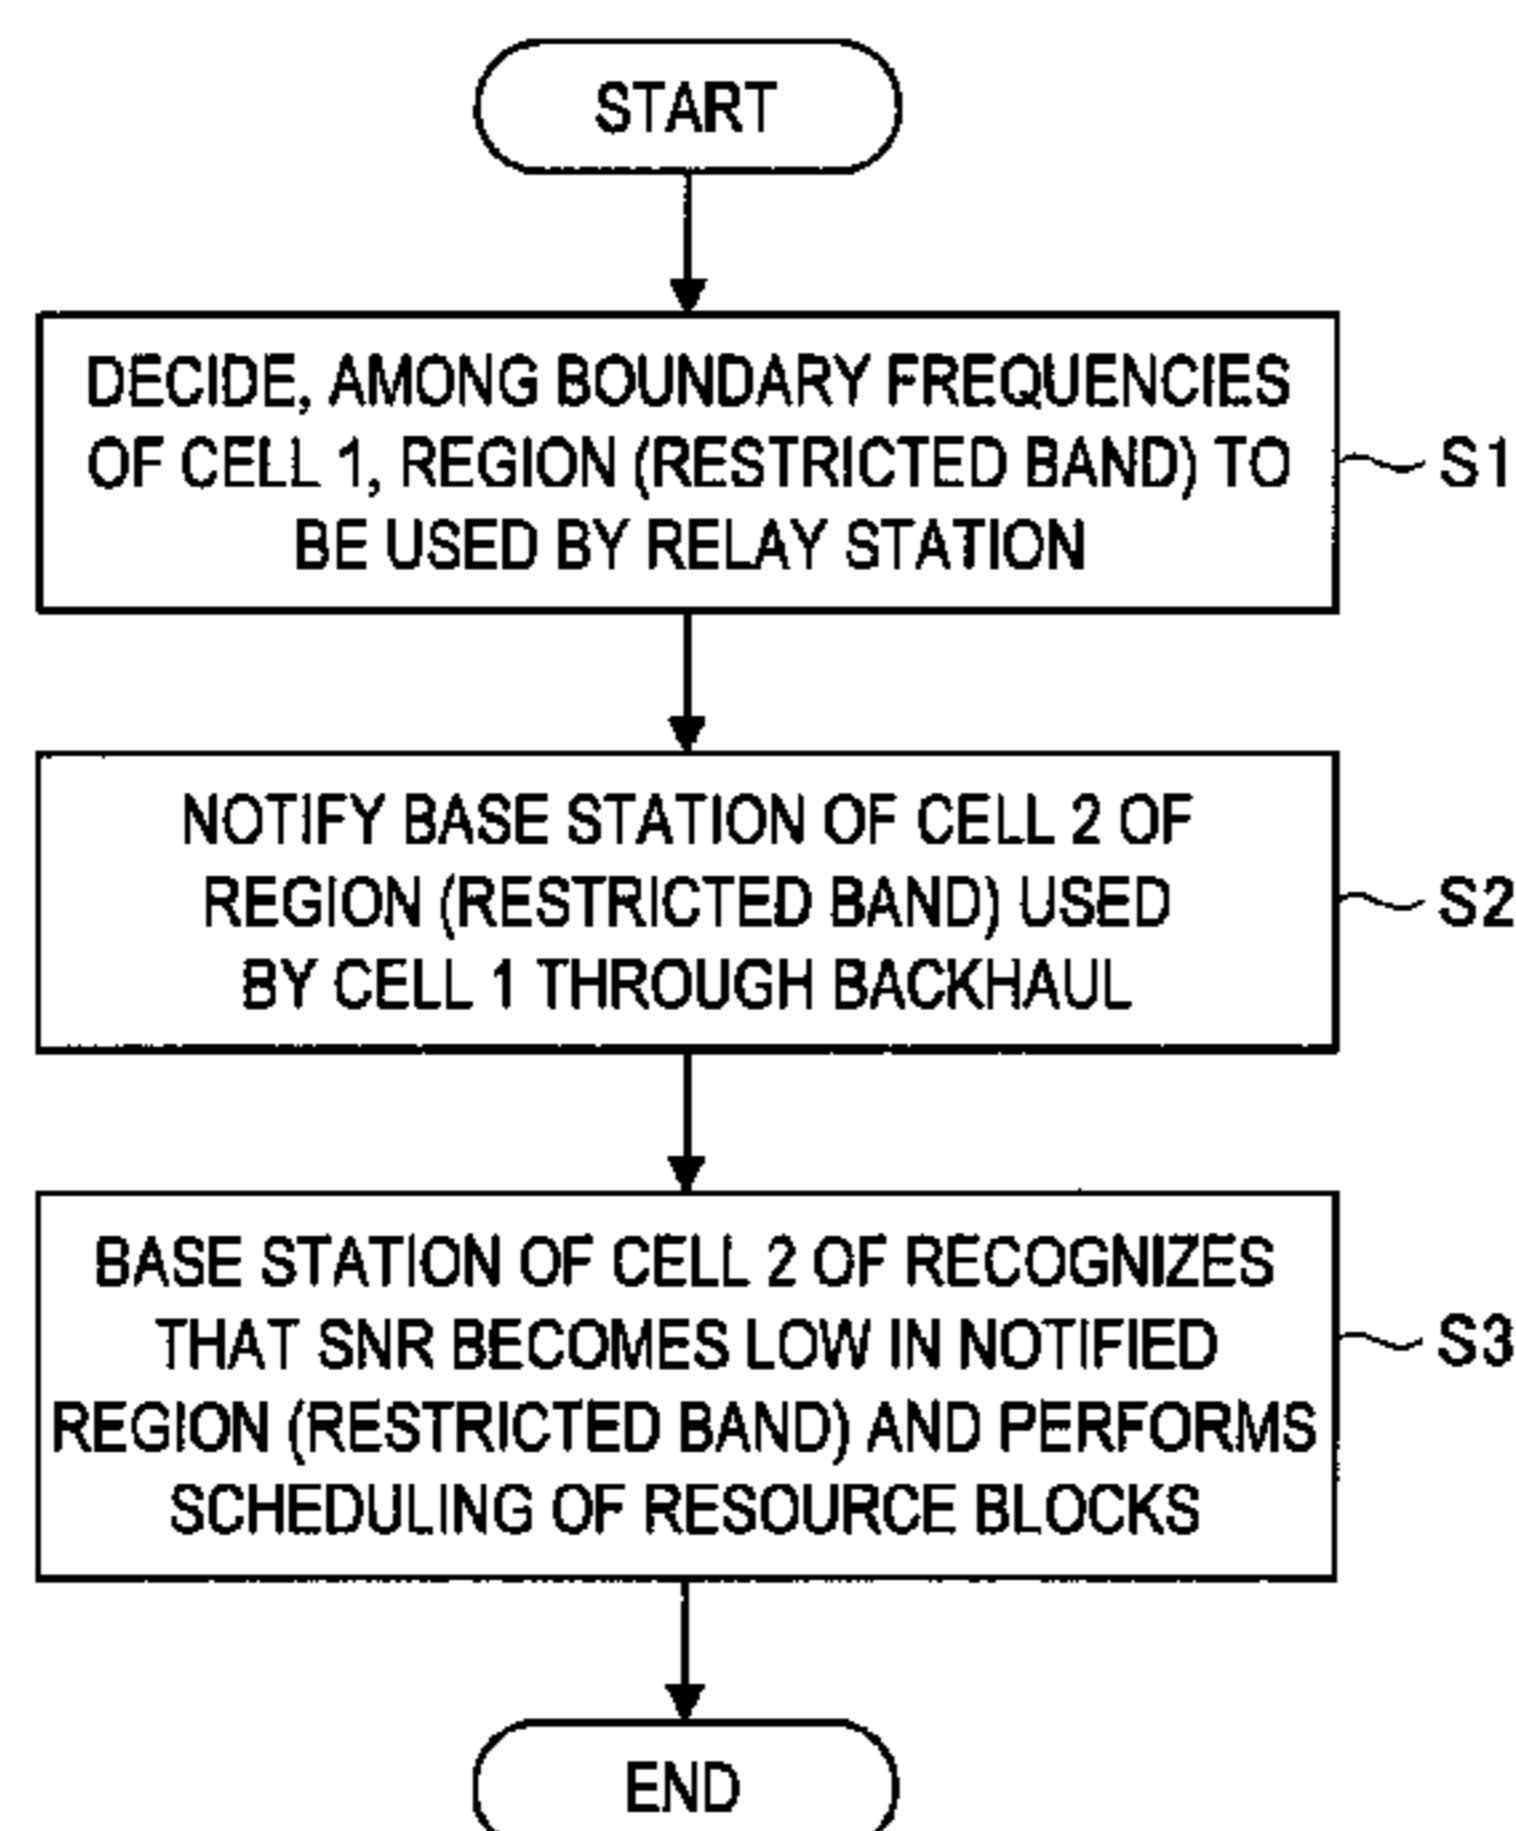 START
DECIDE, AMONG BOUNDARY FREQUENCIES
OF CELL 1, REGION (RESTRICTED BAND) TO
BE USED BY RELAY STATION
S1
NOTIFY BASE STATION OF CELL 2 OF
REGION (RESTRICTED BAND) USED
BY CELL 1 THROUGH BACKHAUL
S2
BASE STATION OF CELL 2 OF RECOGNIZES
THAT SNR BECOMES LOW IN NOTIFIED
REGION (RESTRICTED BAND) AND PERFORMS
SCHEDULING OF RESOURCE BLOCKS
S3
END